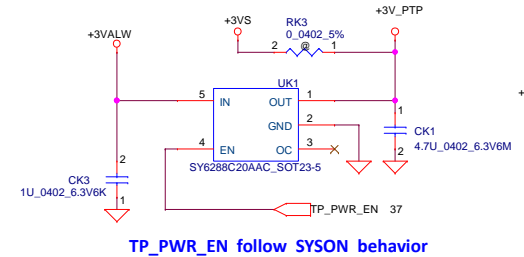 +3VALW
+3VS
RK3
0_0402_5%
+3V_PTP
2
@
1
UK1
5
IN
OUT
1
GND
2
4
EN
OC
3
SY6288C20AAC_SOT23-5
1
CK1
4.7U_0402_6.3V6M
2
2
CK3
1U_0402_6.3V6K
1
TP_PWR_EN 37
+
TP_PWR_EN follow SYSON behavior